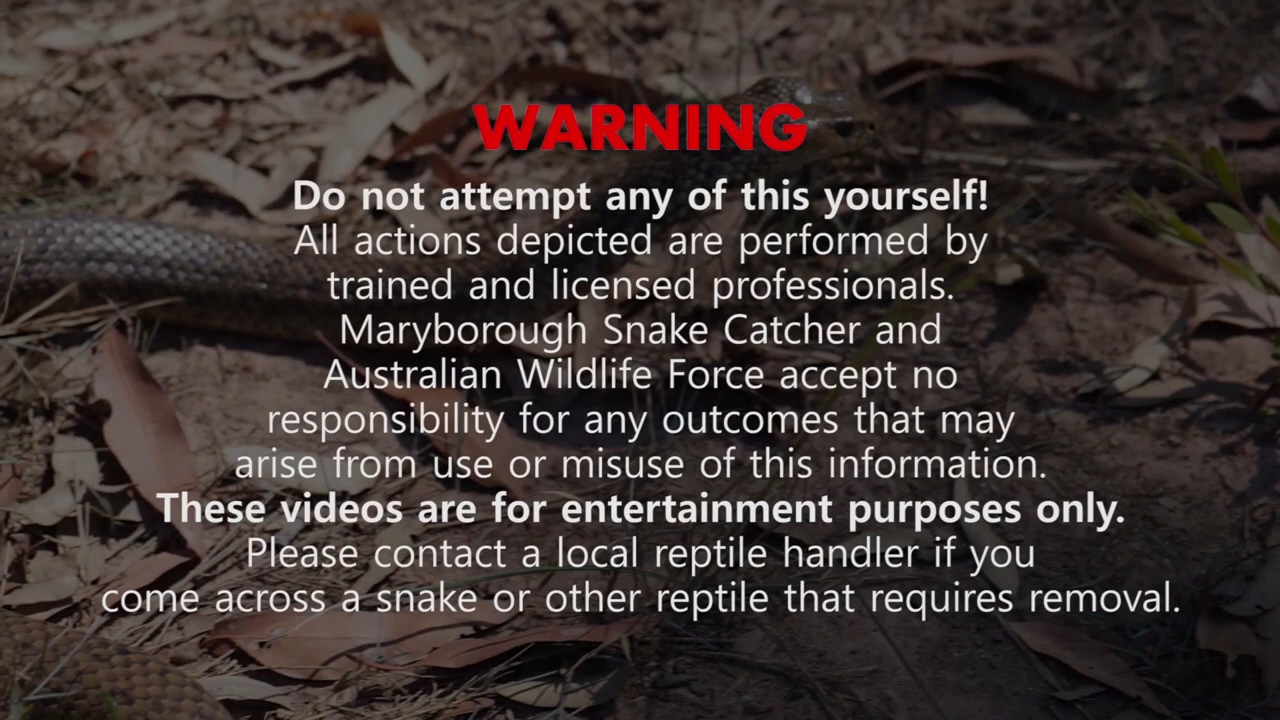 WARNING
Do not attempt any of this yourself!
All actions depicted are performed by
trained and licensed professionals.
Maryborough Snake Catcher and
Australian Wildlife Force accept no
responsibility for any outcomes that may
arise from use or misuse of this information.
These videos are for entertainment purposes only.
Please contact a local reptile handler if you
come across a snake or other reptile that requires removal.